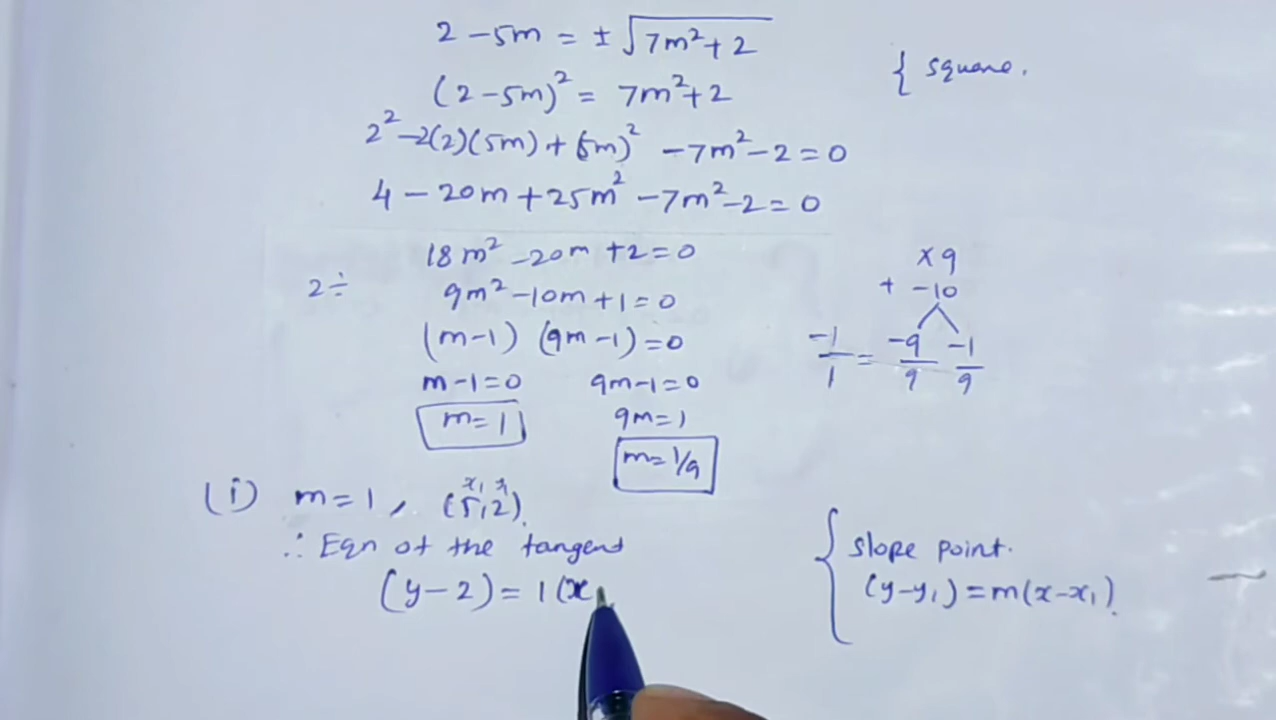 2 - 5m = ± √7m² + 2
{ square.
(2 - 5m)² = 7m² + 2
2² - 2(2)(5m) + (5m)² - 7m² - 2 = 0
4 - 20m + 25m² - 7m² - 2 = 0
18m² - 20m + 2 = 0
2 ÷ 9m² - 10m + 1 = 0
(m - 1) (9m - 1) = 0
m - 1 = 0 9m - 1 = 0
m = 1 9m = 1
m = 1/9
× 9
+ -10
-1/1 = -9/9 -1/9
(i) m = 1, (5, 2).
x₁ y₁
∴ Eqn of the tangent
(y - 2) = 1 (x
{ slope point.
(y - y₁) = m(x - x₁).